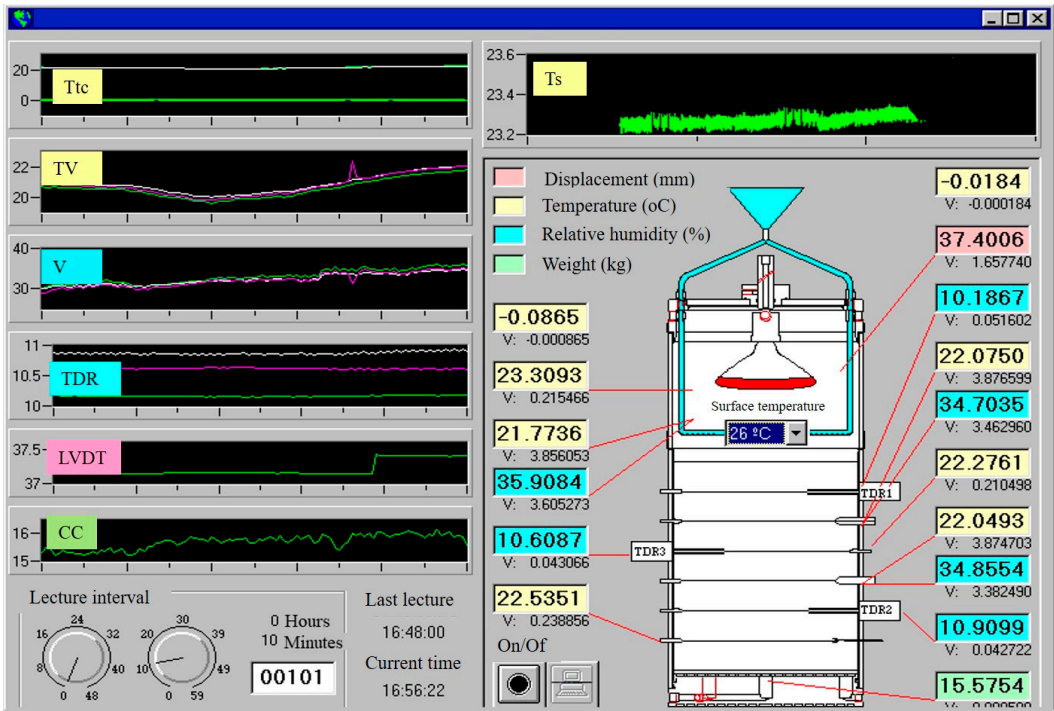 20
0
Ttc
22
20
TV
40
30
V
11
10.5
10
TDR
37.5
37
LVDT
16
15
CC
23.6
23.4
23.2
Ts
Displacement (mm)
Temperature (oC)
Relative humidity (%)
Weight (kg)
-0.0865
V: -0.000865
23.3093
V: 0.215466
21.7736
V: 3.856053
35.9084
V: 3.605273
10.6087
V: 0.043066
22.5351
V: 0.238856
On/Of
Surface temperature
26 ºC
TDR1
TDR3
TDR2
-0.0184
V: -0.000184
37.4006
V: 1.657740
10.1867
V: 0.051602
22.0750
V: 3.876599
34.7035
V: 3.462960
22.2761
V: 0.210498
22.0493
V: 3.874703
34.8554
V: 3.382490
10.9099
V: 0.042722
15.5754
Lecture interval
0 8 16 24 32 40 48
0 10 20 30 39 49 59
0 Hours
10 Minutes
00101
Last lecture
16:48:00
Current time
16:56:22